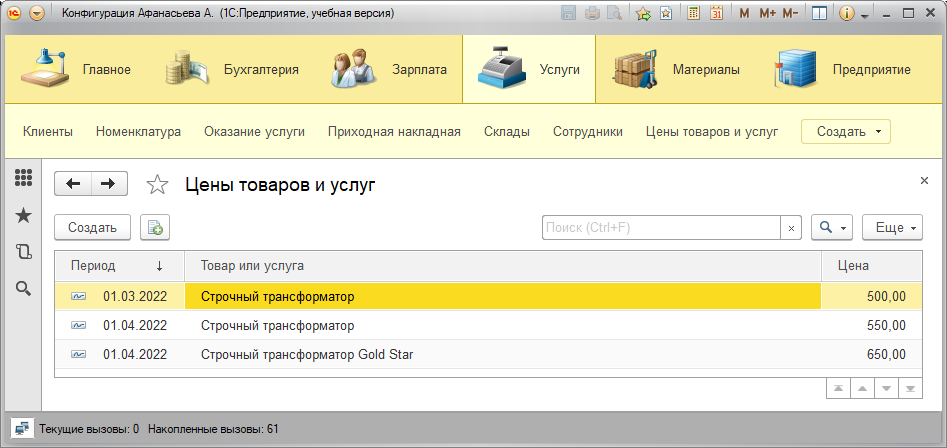 Конфигурация Афанасьева А. (1С:Предприятие, учебная версия)
M M+ M-
Главное Бухгалтерия Зарплата Услуги Материалы Предприятие
Клиенты Номенклатура Оказание услуги Приходная накладная Склады Сотрудники Цены товаров и услуг Создать
Цены товаров и услуг
Создать Поиск (Ctrl+F) Еще
Период ↓ Товар или услуга Цена
01.03.2022 Строчный трансформатор 500,00
01.04.2022 Строчный трансформатор 550,00
01.04.2022 Строчный трансформатор Gold Star 650,00
Текущие вызовы: 0 Накопленные вызовы: 61